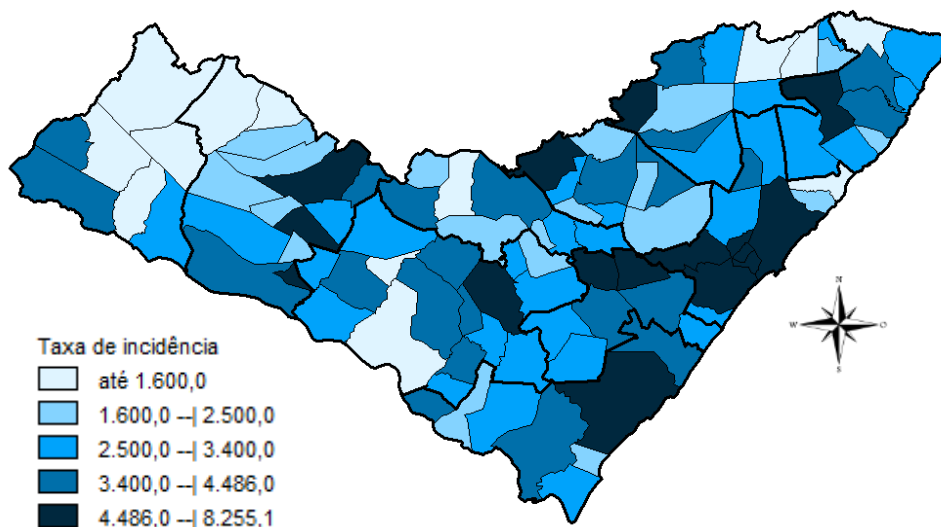 Taxa de incidência
até 1.600,0
1.600,0 --| 2.500,0
2.500,0 --| 3.400,0
3.400,0 --| 4.486,0
4.486,0 --| 8.255,1
N
W
O
S